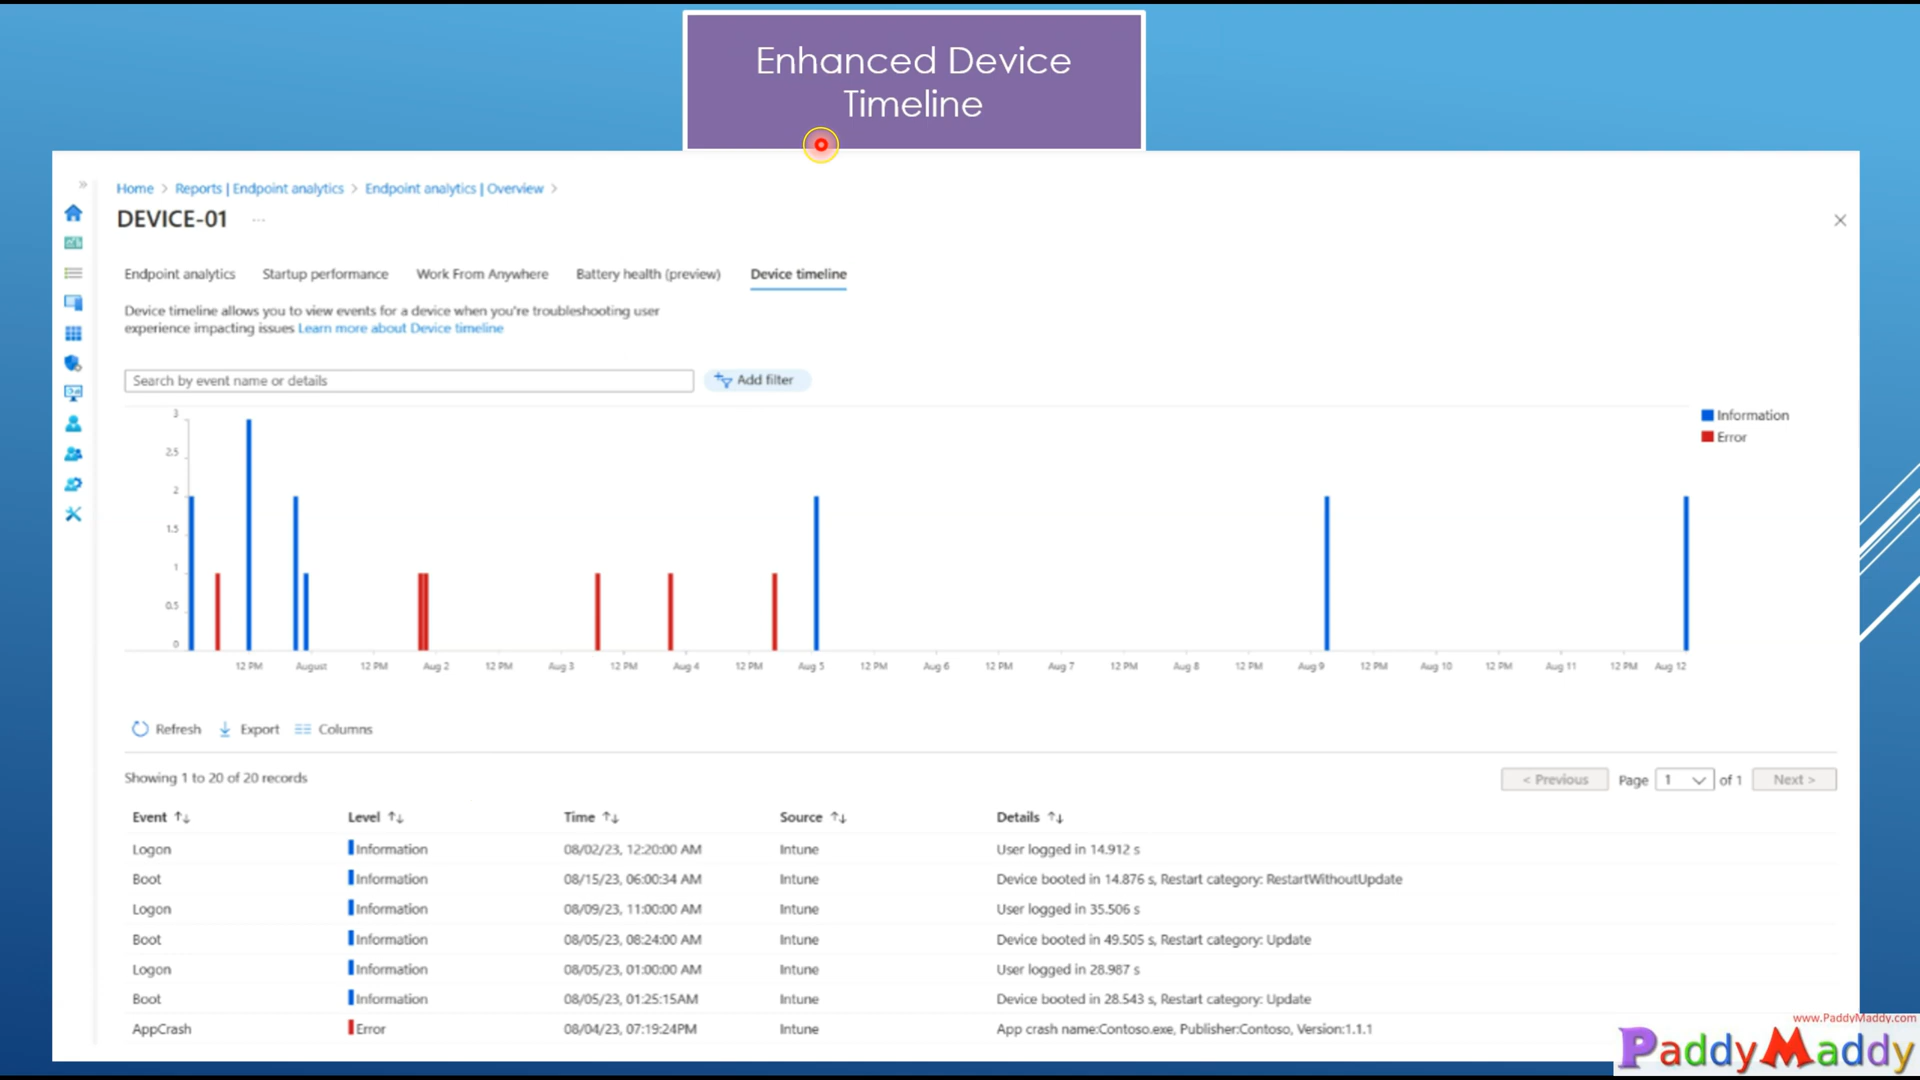 Enhanced Device
Timeline
Home > Reports | Endpoint analytics > Endpoint analytics | Overview >
DEVICE-01 ...
Endpoint analytics Startup performance Work From Anywhere Battery health (preview) Device timeline
Device timeline allows you to view events for a device when you're troubleshooting user
experience impacting issues Learn more about Device timeline
Search by event name or details Add filter
Information
Error
3
2.5
2
1.5
1
0.5
0
12 PM August 12 PM Aug 2 12 PM Aug 3 12 PM Aug 4 12 PM Aug 5 12 PM Aug 6 12 PM Aug 7 12 PM Aug 8 12 PM Aug 9 12 PM Aug 10 12 PM Aug 11 12 PM Aug 12
Refresh Export Columns
Showing 1 to 20 of 20 records < Previous Page 1 of 1 Next >
Event Level Time Source Details
Logon Information 08/02/23, 12:20:00 AM Intune User logged in 14.912 s
Boot Information 08/15/23, 06:00:34 AM Intune Device booted in 14.876 s, Restart category: RestartWithoutUpdate
Logon Information 08/09/23, 11:00:00 AM Intune User logged in 35.506 s
Boot Information 08/05/23, 08:24:00 AM Intune Device booted in 49.505 s, Restart category: Update
Logon Information 08/05/23, 01:00:00 AM Intune User logged in 28.987 s
Boot Information 08/05/23, 01:25:15AM Intune Device booted in 28.543 s, Restart category: Update
AppCrash Error 08/04/23, 07:19:24PM Intune App crash name:Contoso.exe, Publisher:Contoso, Version:1.1.1
www.PaddyMaddy.com
PaddyMaddy